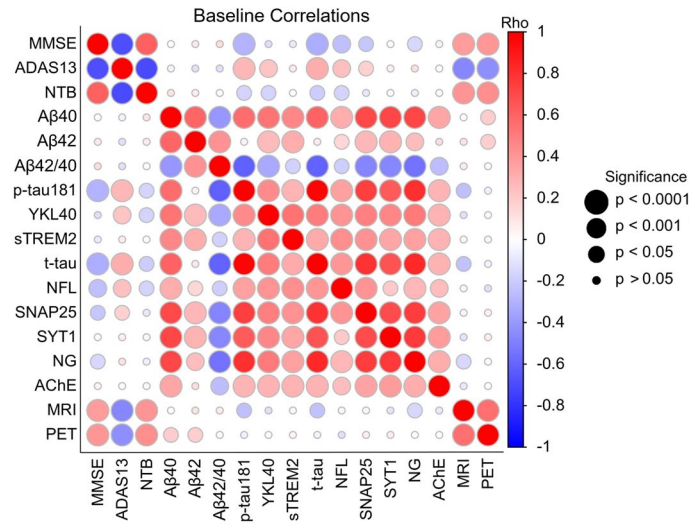 Baseline Correlations
Rho
MMSE
ADAS13
NTB
Aβ40
Aβ42
Aβ42/40
p-tau181
YKL40
sTREM2
t-tau
NFL
SNAP25
SYT1
NG
AChE
MRI
PET
MMSE
ADAS13
NTB
Aβ40
Aβ42
Aβ42/40
p-tau181
YKL40
sTREM2
t-tau
NFL
SNAP25
SYT1
NG
AChE
MRI
PET
1
0.8
0.6
0.4
0.2
0
-0.2
-0.4
-0.6
-0.8
-1
Significance
p < 0.0001
p < 0.001
p < 0.05
p > 0.05